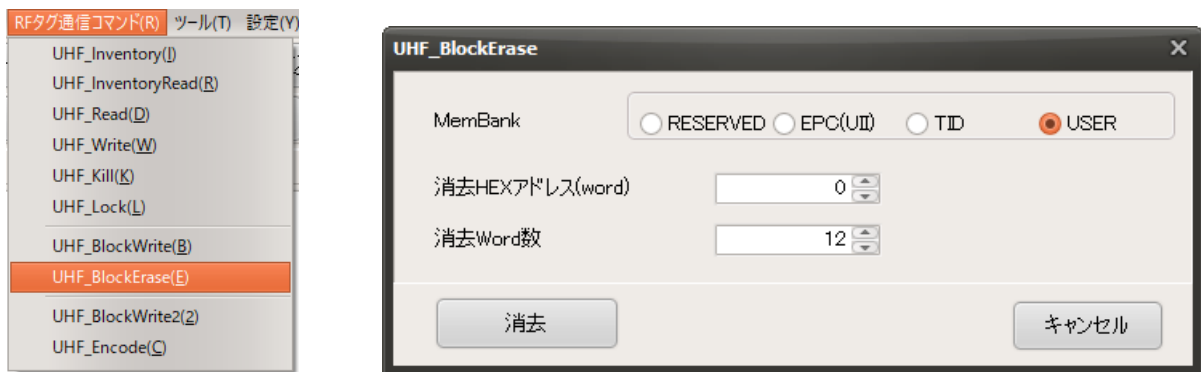 RFタグ通信コマンド(R) ツール(T) 設定(Y)
UHF_Inventory(I)
UHF_InventoryRead(R)
UHF_Read(D)
UHF_Write(W)
UHF_Kill(K)
UHF_Lock(L)
UHF_BlockWrite(B)
UHF_BlockErase(E)
UHF_BlockWrite2(2)
UHF_Encode(C)
UHF_BlockErase
MemBank RESERVED EPC(UII) TID USER
消去HEXアドレス(word) 0
消去Word数 12
消去 キャンセル